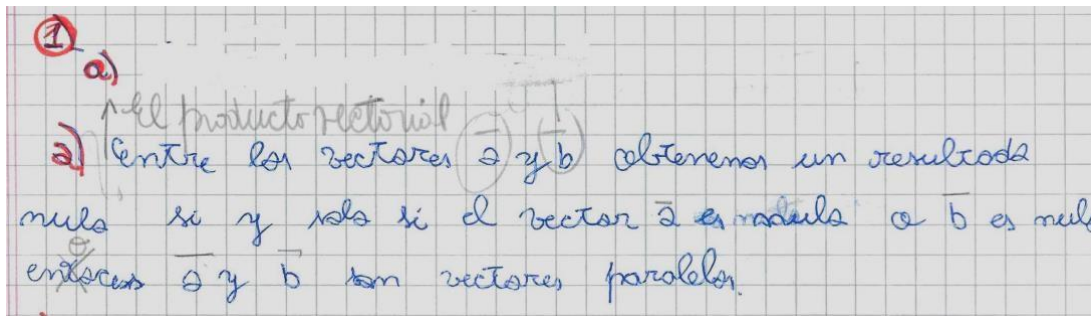 1
a)
El producto vectorial
a) Entre los vectores a y b obtenemos un resultado
nulo si y solo si el vector a es nulo o b es nulo
o
entonces a y b son vectores paralelos.